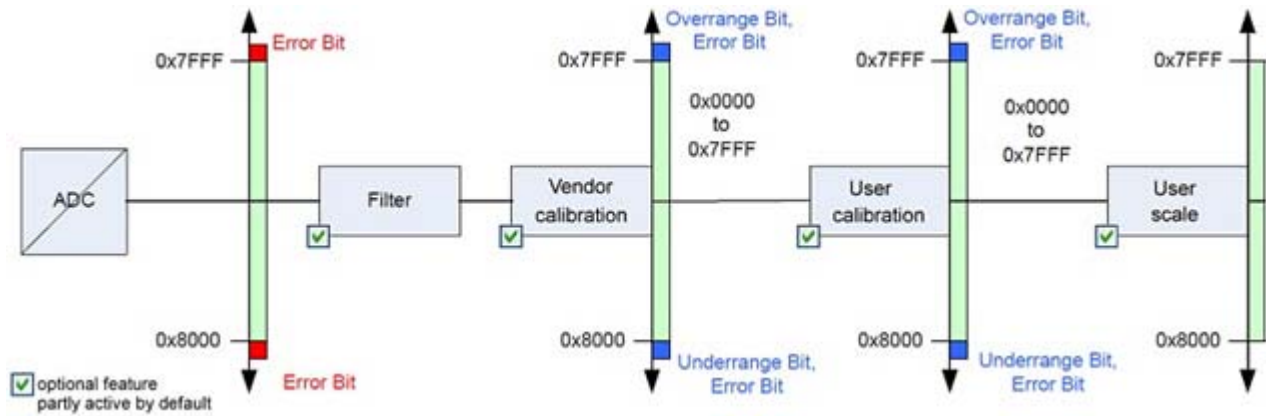 Error Bit
Overrange Bit,
Error Bit
Overrange Bit,
Error Bit
0x7FFF
0x7FFF
0x7FFF
0x7FFF
0x0000
to
0x7FFF
0x0000
to
0x7FFF
ADC
Filter
Vendor
calibration
User
calibration
User
scale
0x8000
0x8000
0x8000
0x8000
Error Bit
Underrange Bit,
Error Bit
Underrange Bit,
Error Bit
optional feature
partly active by default